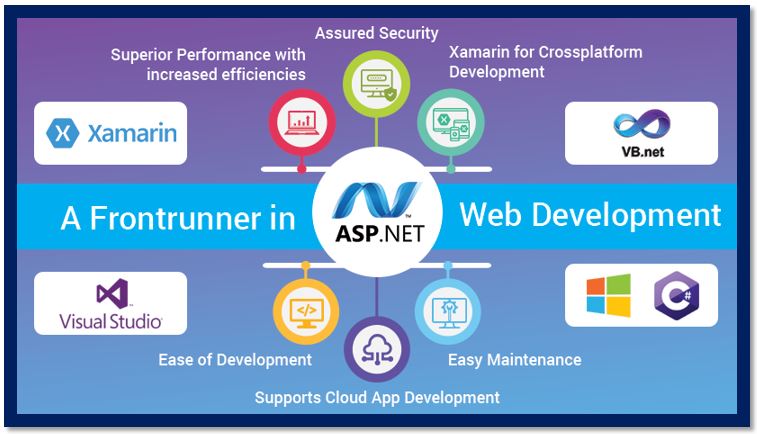 Assured Security
Superior Performance with
increased efficiencies
Xamarin for Crossplatform
Development
Xamarin
VB.net
A Frontrunner in
ASP.NET
™
Web Development
Visual Studio
C#
</>
Ease of Development
Easy Maintenance
Supports Cloud App Development